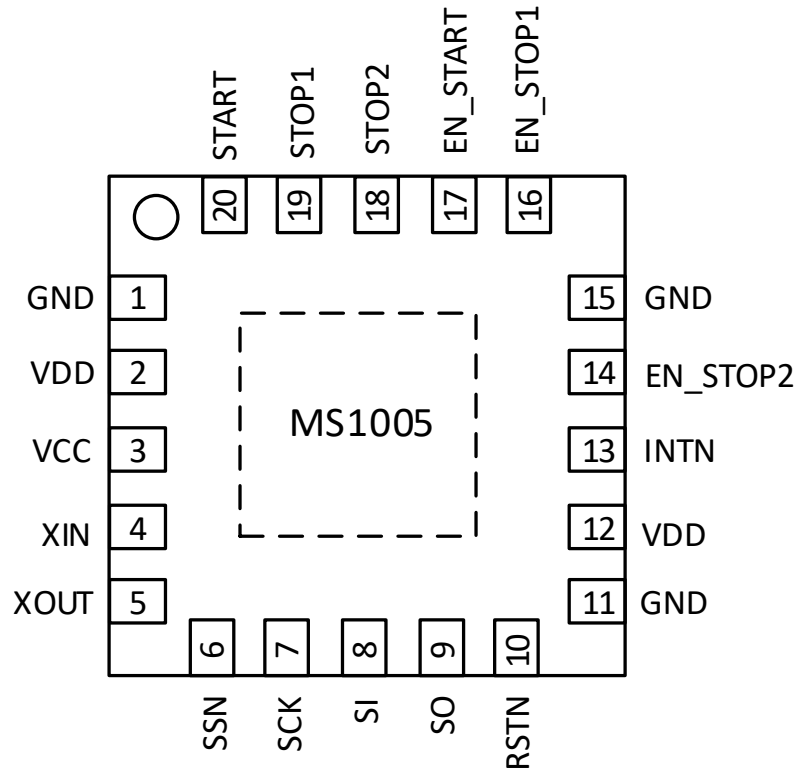 START
STOP1
STOP2
EN_START
EN_STOP1
20
19
18
17
16
GND 1
VDD 2
VCC 3
XIN 4
XOUT 5
MS1005
15 GND
14 EN_STOP2
13 INTN
12 VDD
11 GND
6
7
8
9
10
SSN
SCK
SI
SO
RSTN